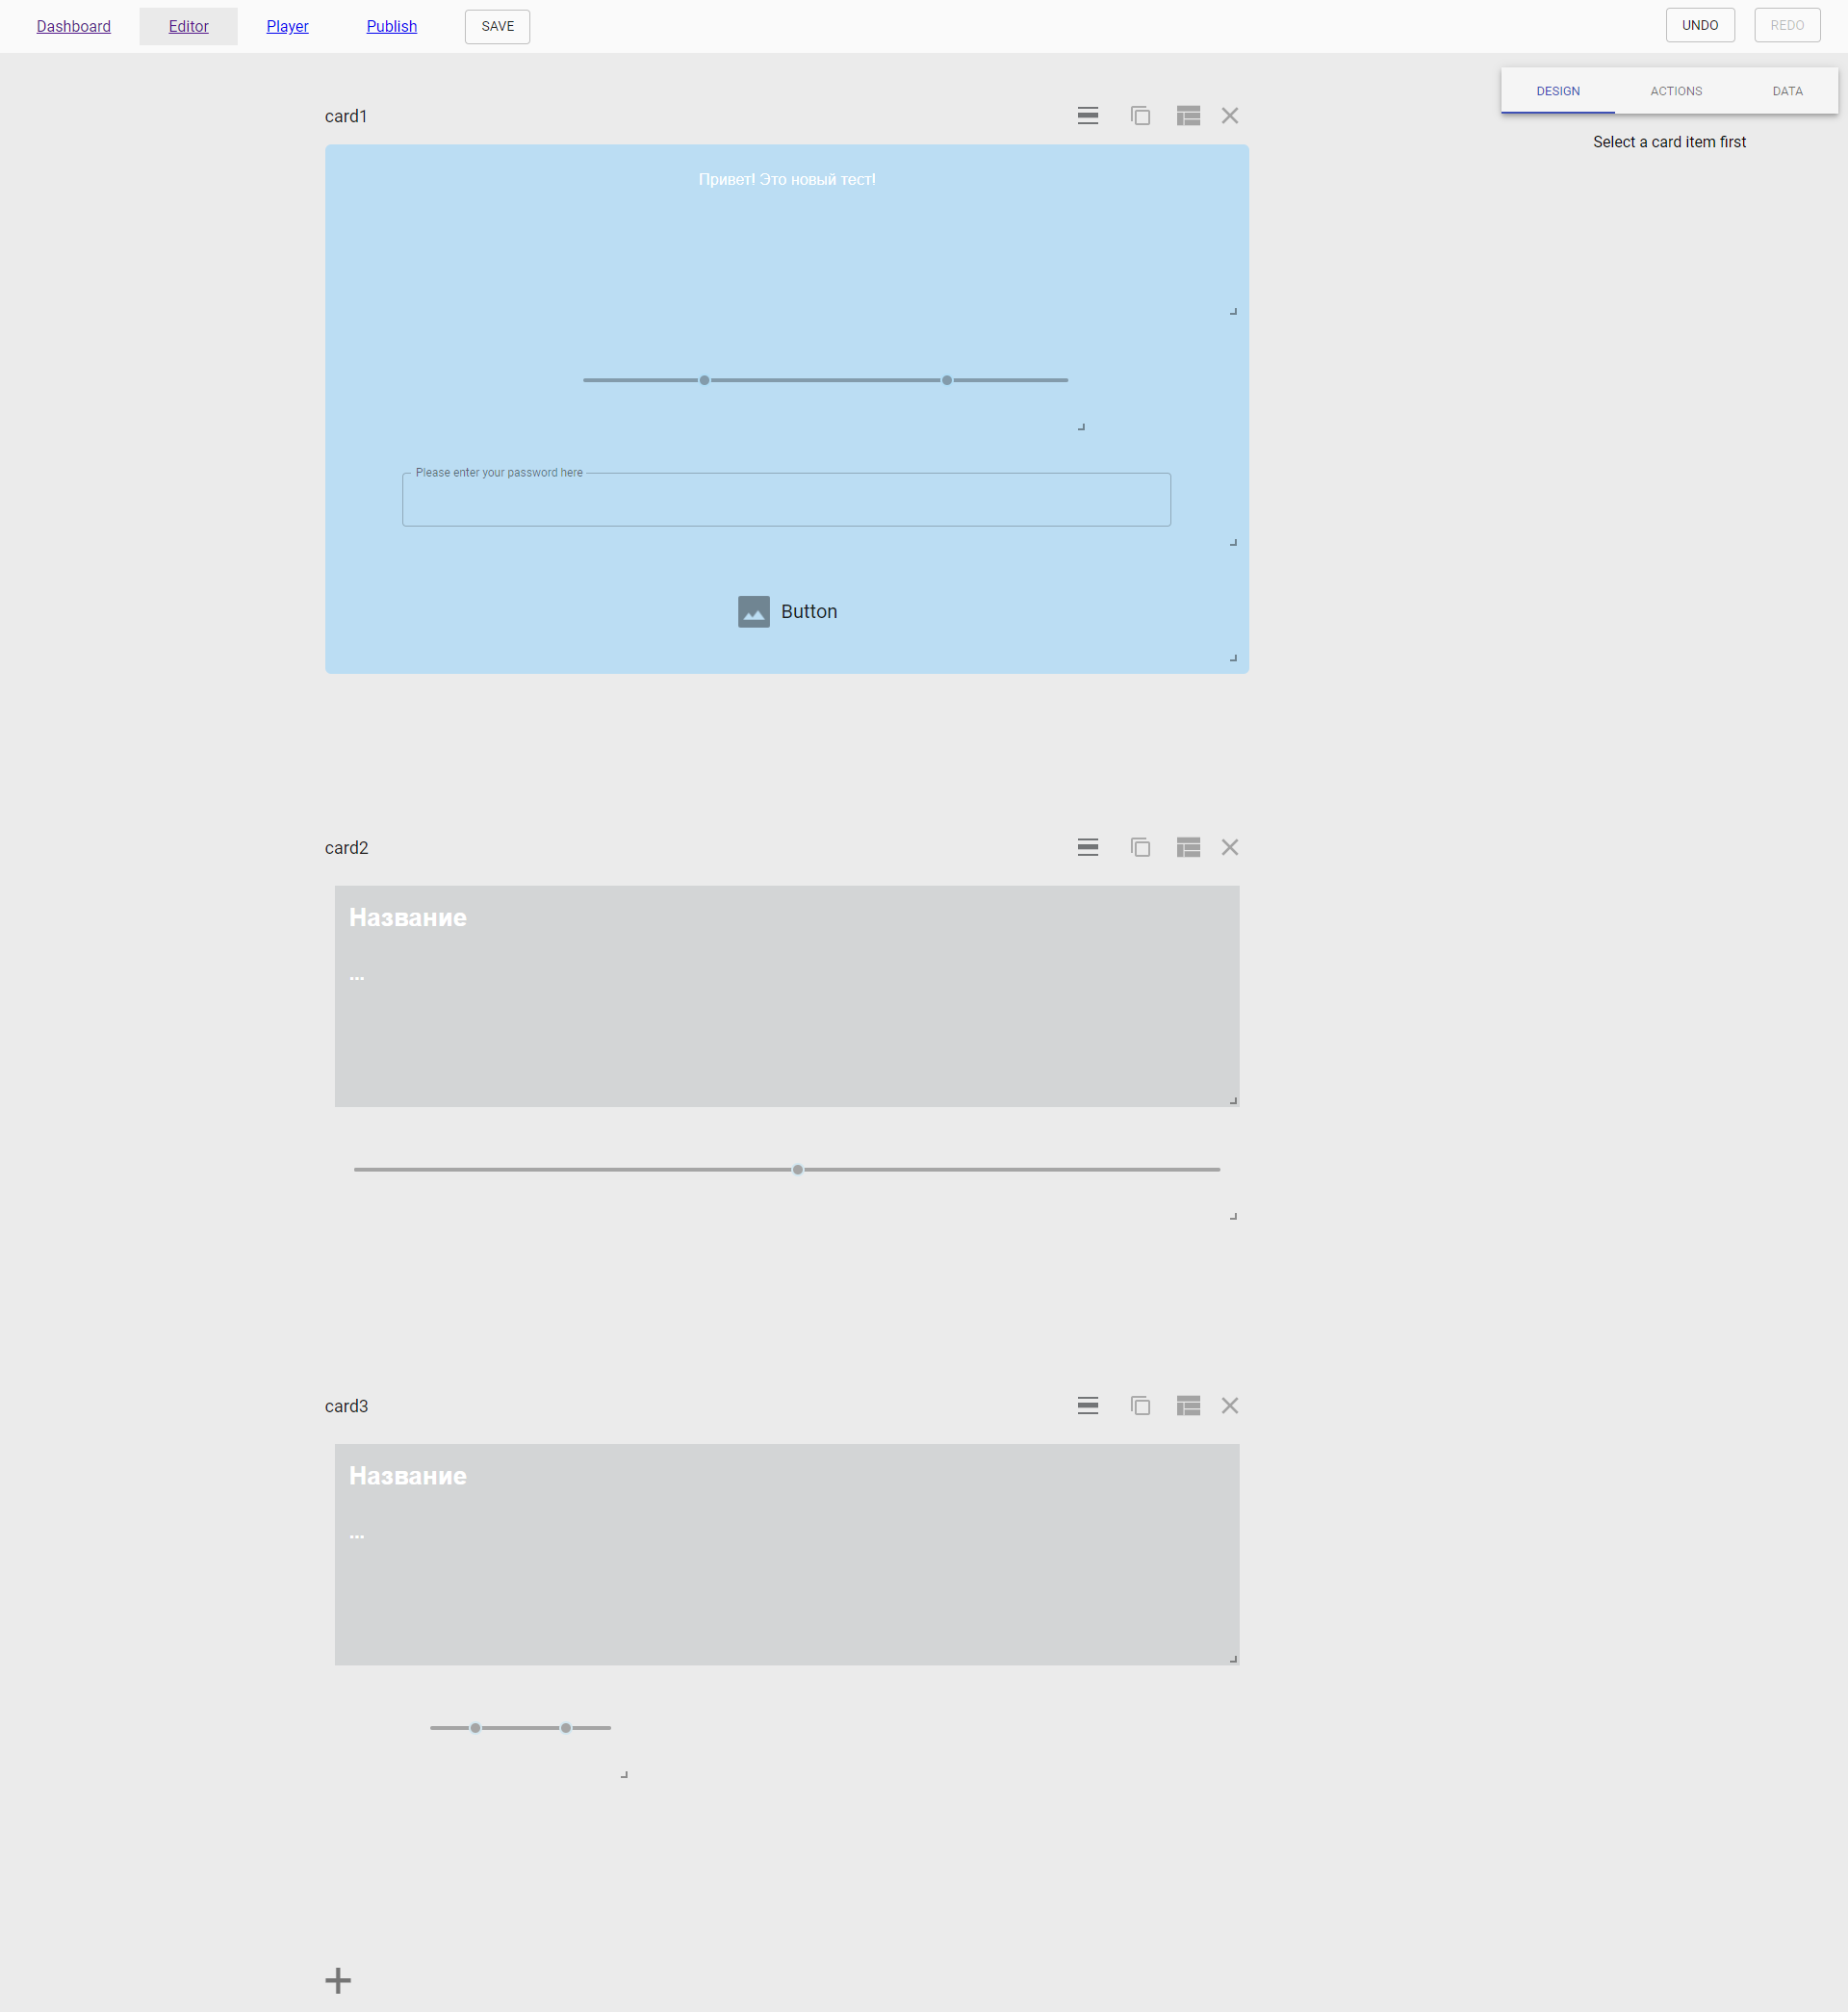 Dashboard Editor Player Publish SAVE UNDO REDO
DESIGN ACTIONS DATA
Select a card item first
card1
Привет! Это новый тест!
Please enter your password here
Button
card2
Название
...
card3
Название
...